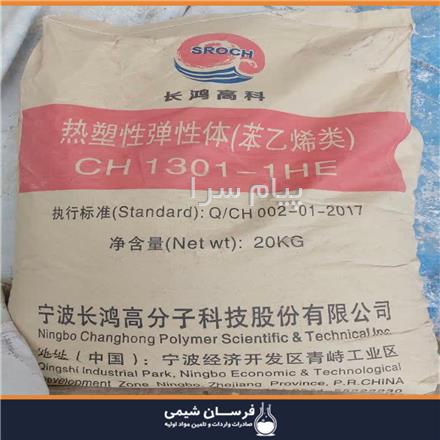 SROCH
长鸿高科
热塑性弹性体(苯乙烯类)
CH 1301-1HE
پیام سرا
执行标准(Standard): Q/CH 002-01-2017
净含量(Net wt): 20KG
宁波长鸿高分子科技股份有限公司
Ningbo Changhong Polymer Scientific & Technical Inc.
地址（中国）：宁波经济开发区青峙工业区
Qingshi Industrial Park, Ningbo Economic & Technological
Development Zone, Ningbo, Zhejiang Province, P.R.CHINA
فرسان شیمی
صادرات واردات و تامین مواد اولیه